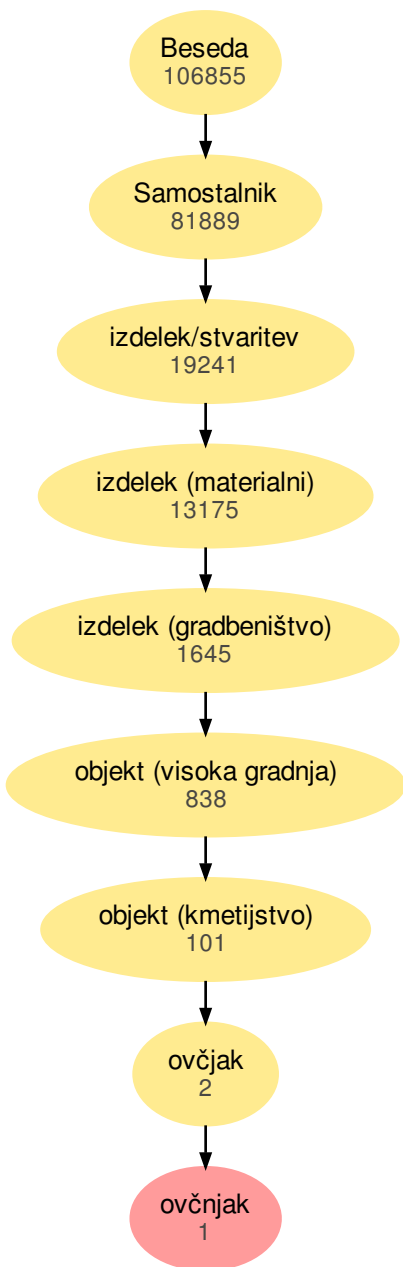 Beseda
106855
Samostalnik
81889
izdelek/stvaritev
19241
izdelek (materialni)
13175
izdelek (gradbeništvo)
1645
objekt (visoka gradnja)
838
objekt (kmetijstvo)
101
ovčjak
2
ovčnjak
1